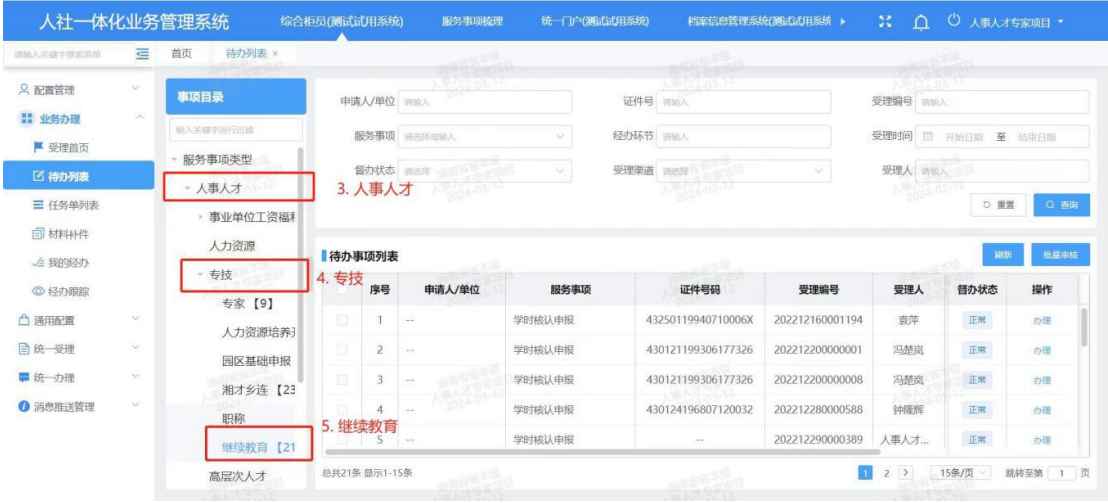 人社一体化业务管理系统
综合柜员(测试试用系统)
服务事项梳理
统一门户(测试试用系统)
档案信息管理系统(测试试用系统
人事人才专家项目
请输入关键字搜索菜单
首页
待办列表 ×
配置管理
业务办理
受理首页
待办列表
任务单列表
材料补件
我的经办
经办跟踪
通用配置
统一受理
统一办理
消息推送管理
事项目录
输入关键字进行过滤
服务事项类型
人事人才
3. 人事人才
事业单位工资福利
人力资源
专技
4. 专技
专家 【9】
人力资源培养开
园区基础申报
湘才乡连 【23
职称
继续教育 【21
5. 继续教育
高层次人才
申请人/单位 请输入
证件号 请输入
受理编号 请输入
服务事项 请选择或输入
经办环节 请输入
受理时间 开始日期 至 结束日期
督办状态 请选择
受理渠道 请选择
受理人 请输入
重置
查询
待办事项列表
刷新
批量审核
序号 申请人/单位 服务事项 证件号码 受理编号 受理人 督办状态 操作
1 -- 学时核认申报 43250119940710006X 202212160001194 袁萍 正常 办理
2 -- 学时核认申报 430121199306177326 202212200000001 冯楚岚 正常 办理
3 -- 学时核认申报 430121199306177326 202212200000008 冯楚岚 正常 办理
4 -- 学时核认申报 430124196807120032 202212280000588 钟隆辉 正常 办理
5 -- 学时核认申报 -- 202212290000389 人事人才... 正常 办理
总共21条 显示1-15条
1 2 > 15条/页 跳转至第 1 页